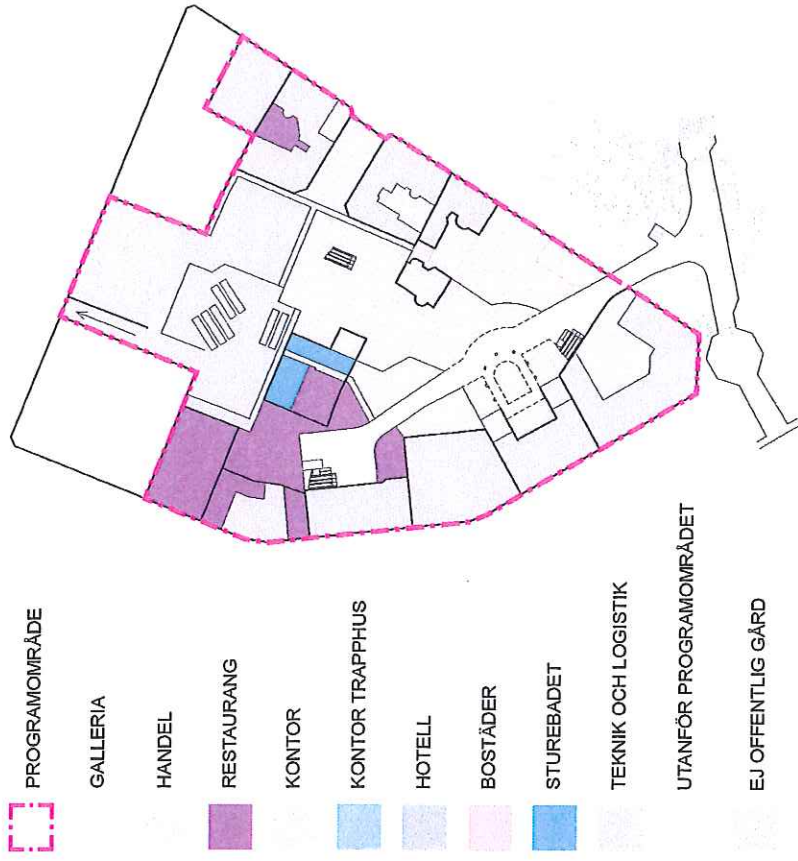 PROGRAMOMRÅDE
GALLERIA
HANDEL
RESTAURANG
KONTOR
KONTOR TRAPPHUS
HOTELL
BOSTÄDER
STUREBADET
TEKNIK OCH LOGISTIK
UTANFÖR PROGRAMOMRÅDET
EJ OFFENTLIG GÅRD